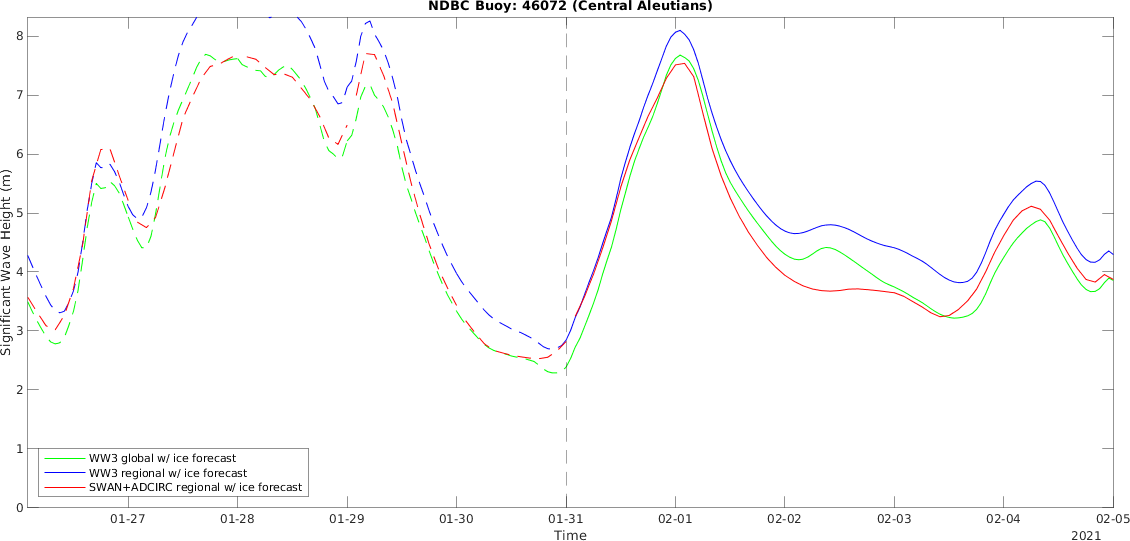 NDBC Buoy: 46072 (Central Aleutians)
8
7
6
5
4
3
2
1
0
Significant Wave Height (m)
WW3 global w/ ice forecast
WW3 regional w/ ice forecast
SWAN+ADCIRC regional w/ ice forecast
01-27 01-28 01-29 01-30 01-31 02-01 02-02 02-03 02-04 02-05
Time
2021